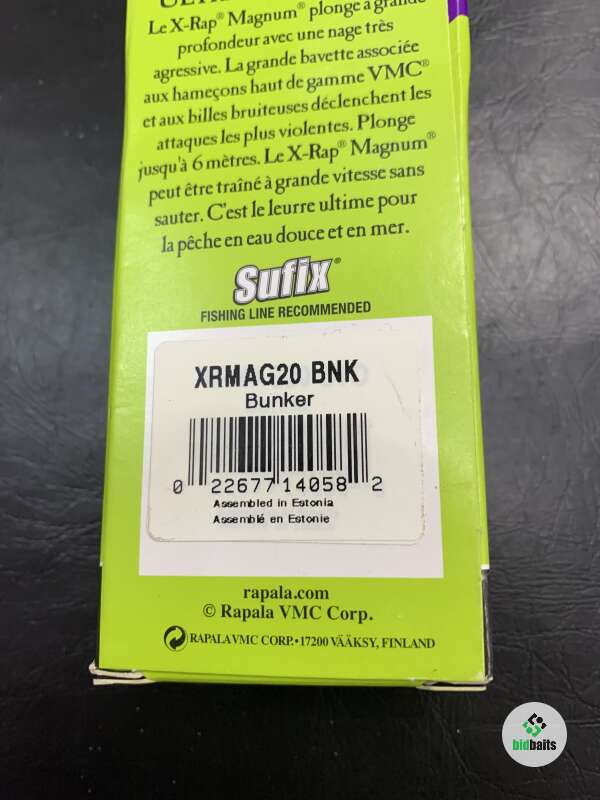 Le X-Rap® Magnum® plonge à grande
profondeur avec une nage très
agressive. La grande bavette associée
aux hameçons haut de gamme VMC®
et aux billes bruiteuses déclenchent les
attaques les plus violentes. Plonge
jusqu'à 6 mètres. Le X-Rap® Magnum®
peut être traîné à grande vitesse sans
sauter. C'est le leurre ultime pour
la pêche en eau douce et en mer.
Sufix®
FISHING LINE RECOMMENDED
XRMAG20 BNK
Bunker
0 22677 14058 2
Assembled in Estonia
Assemblé en Estonie
rapala.com
© Rapala VMC Corp.
RAPALA VMC CORP. • 17200 VÄÄKSY, FINLAND
bidbaits